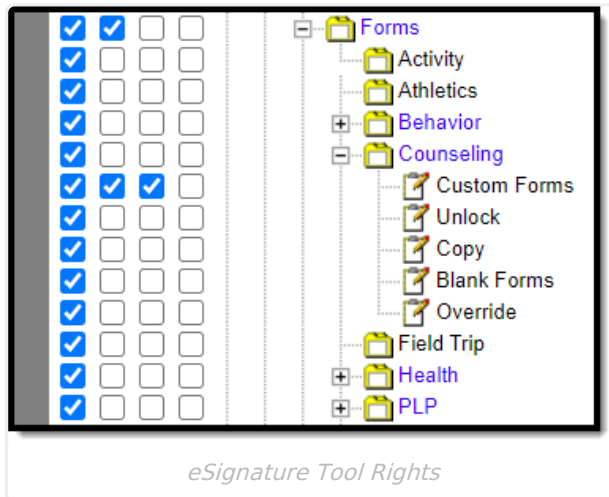 Forms
Activity
Athletics
Behavior
Counseling
Custom Forms
Unlock
Copy
Blank Forms
Override
Field Trip
Health
PLP
eSignature Tool Rights